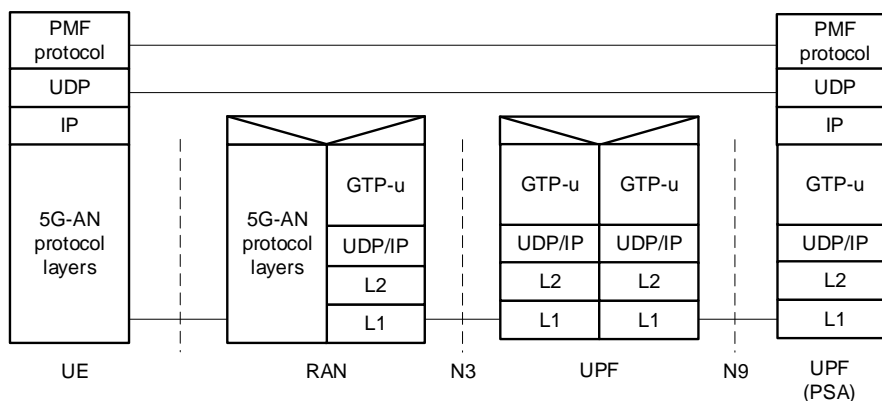 PMF
protocol
UDP
IP
5G-AN
protocol
layers
UE
5G-AN
protocol
layers
GTP-u
UDP/IP
L2
L1
RAN
N3
GTP-u
GTP-u
UDP/IP
UDP/IP
L2
L2
L1
L1
UPF
N9
PMF
protocol
UDP
IP
GTP-u
UDP/IP
L2
L1
UPF
(PSA)